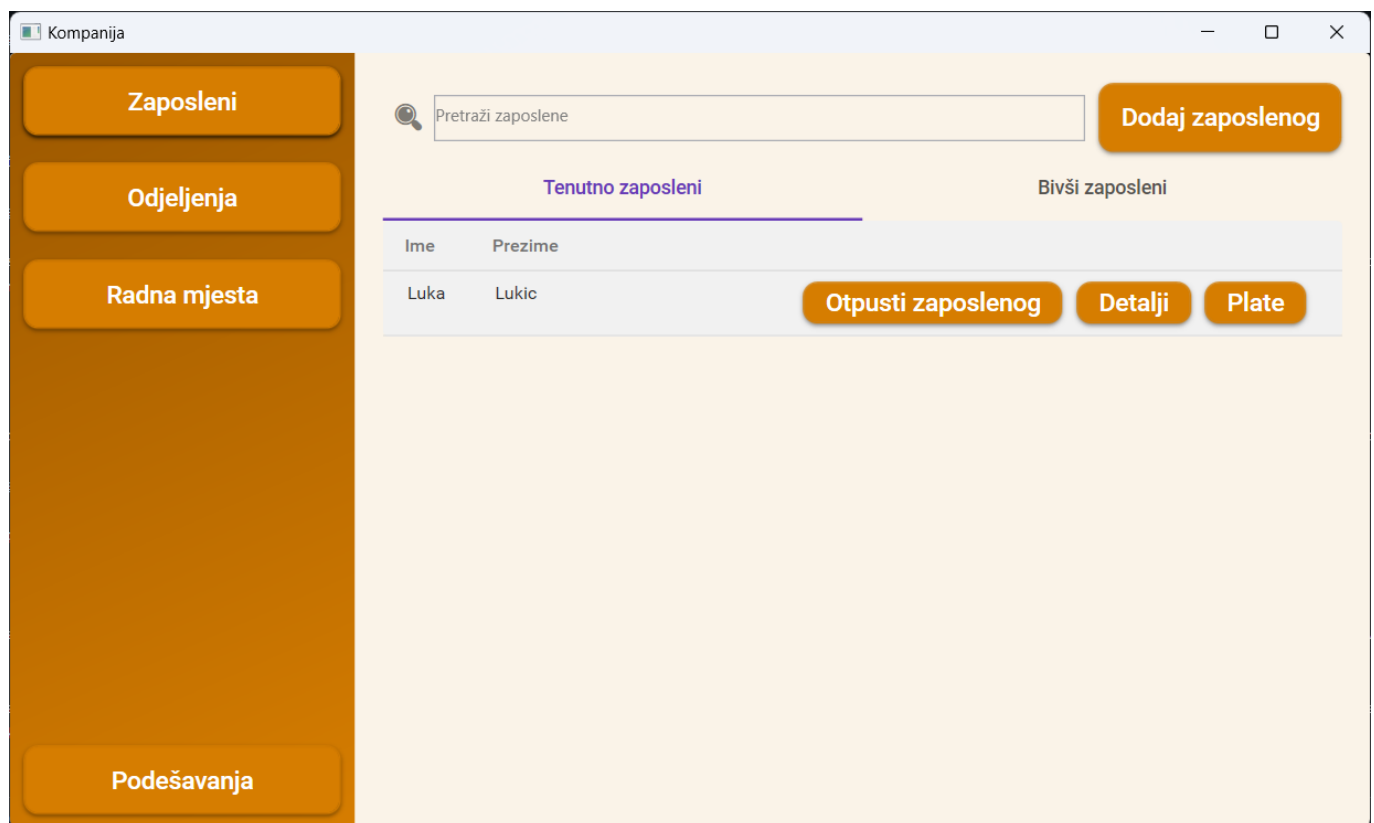 Kompanija
Zaposleni
Odjeljenja
Radna mjesta
Podešavanja
Pretraži zaposlene
Dodaj zaposlenog
Tenutno zaposleni
Bivši zaposleni
Ime Prezime
Luka Lukic Otpusti zaposlenog Detalji Plate